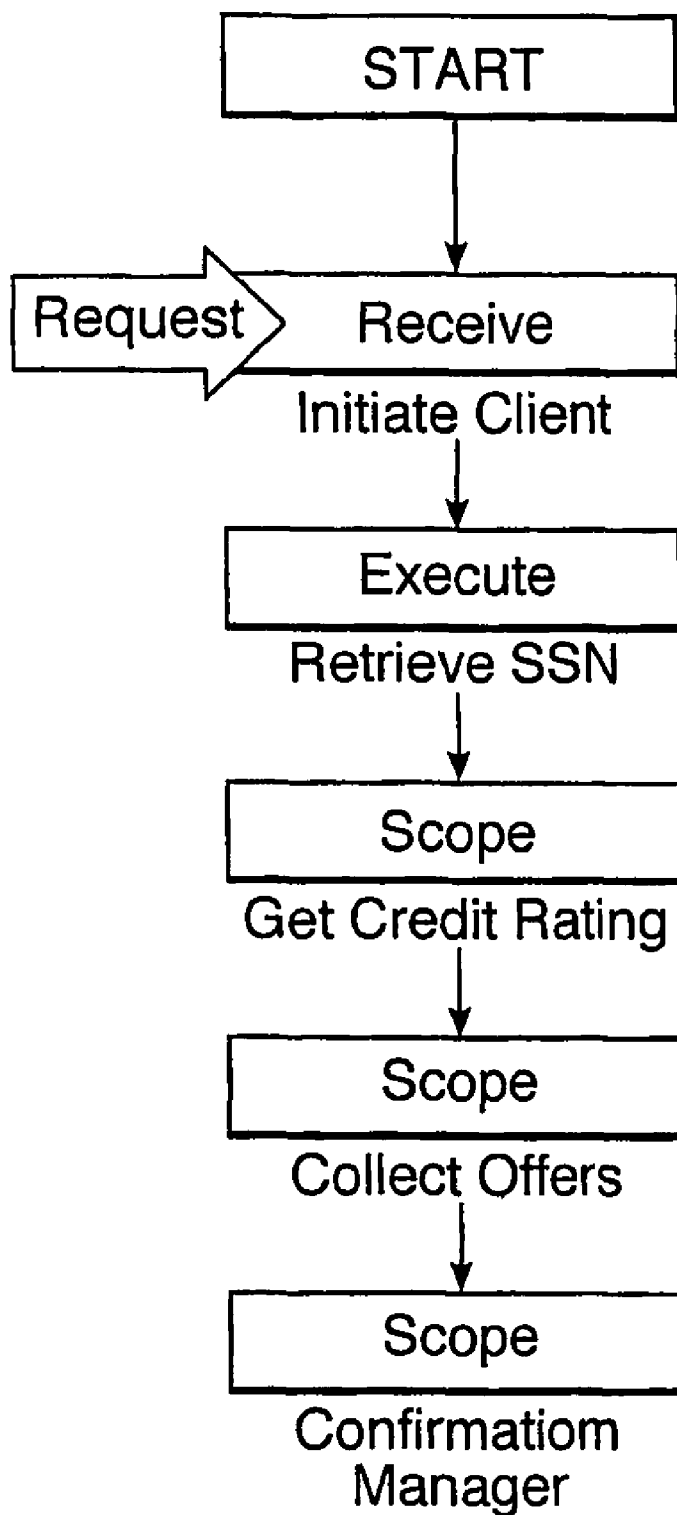 START
Request
Receive
Initiate Client
Execute
Retrieve SSN
Scope
Get Credit Rating
Scope
Collect Offers
Scope
Confirmatiom
Manager